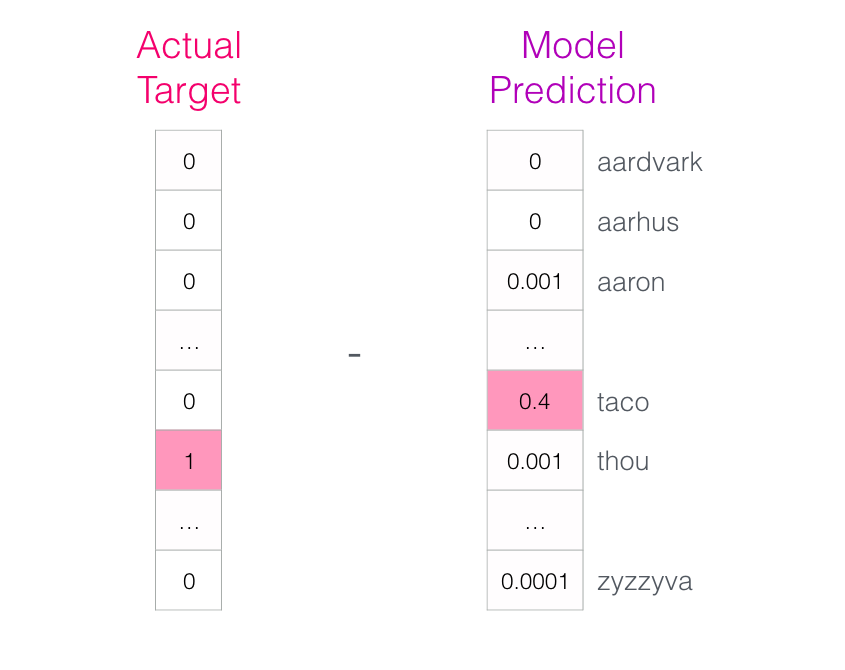 Actual Model
Target Prediction
0 0 aardvark
0 0 aarhus
0 0.001 aaron
... ...
-
0 0.4 taco
1 0.001 thou
... ...
0 0.0001 zyzzyva